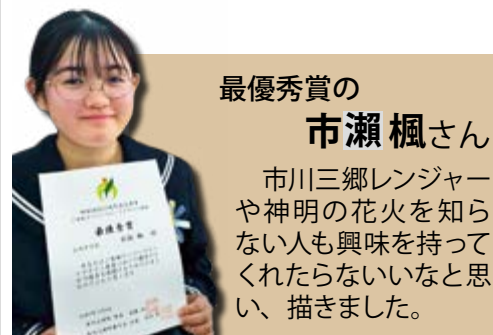 最優秀賞の
市瀨楓さん
市川三郷レンジャー
や神明の花火を知ら
ない人も興味を持って
くれたらないいなと思
い、描きました。
最優秀賞